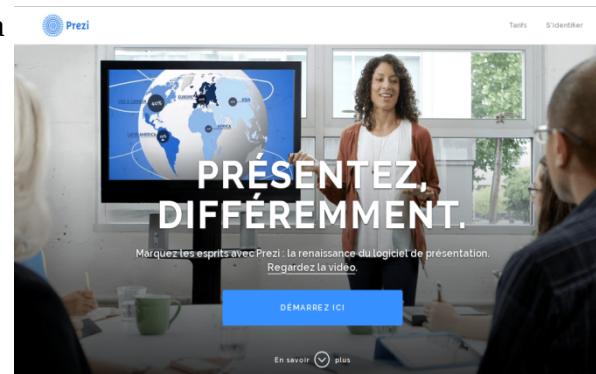 Prezi
Tarifs S'identifier
PRÉSENTEZ,
DIFFÉREMMENT.
Marquez les esprits avec Prezi : la renaissance du logiciel de présentation.
Regardez la vidéo.
DÉMARREZ ICI
En savoir plus